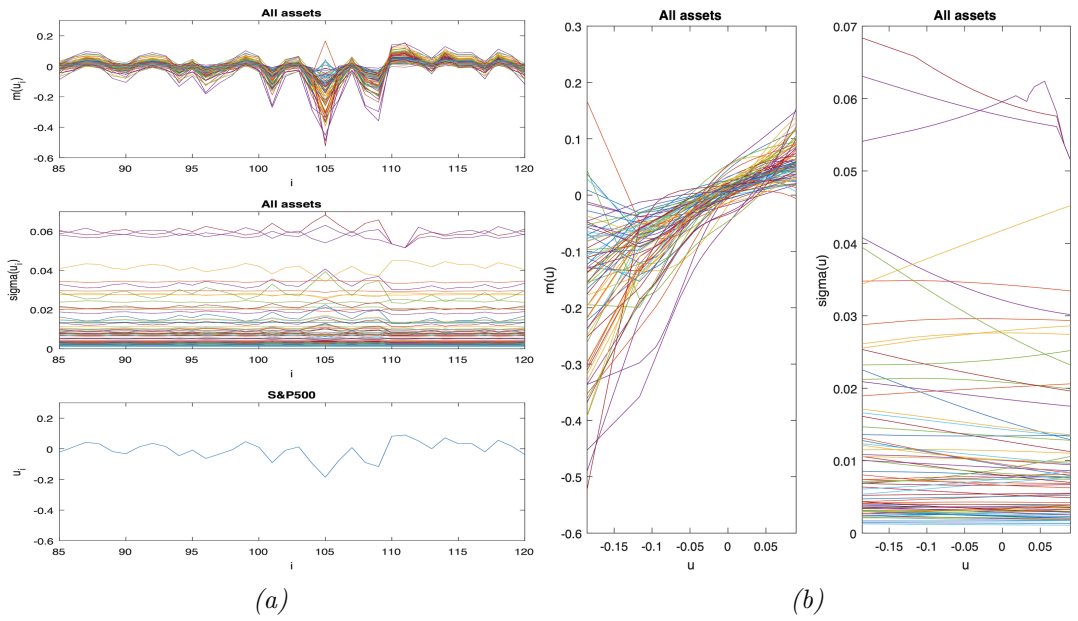 All assets
0.2
0
-0.2
-0.4
-0.6
m(u_i)
85 90 95 100 105 110 115 120
i
All assets
0.06
0.04
0.02
0
sigma(u_i)
85 90 95 100 105 110 115 120
i
S&P500
0.2
0
-0.2
-0.4
-0.6
u_i
85 90 95 100 105 110 115 120
i
(a)
All assets
0.3
0.2
0.1
0
-0.1
-0.2
-0.3
-0.4
-0.5
-0.6
m(u)
-0.15 -0.1 -0.05 0 0.05
u
All assets
0.07
0.06
0.05
0.04
0.03
0.02
0.01
0
sigma(u)
-0.15 -0.1 -0.05 0 0.05
u
(b)